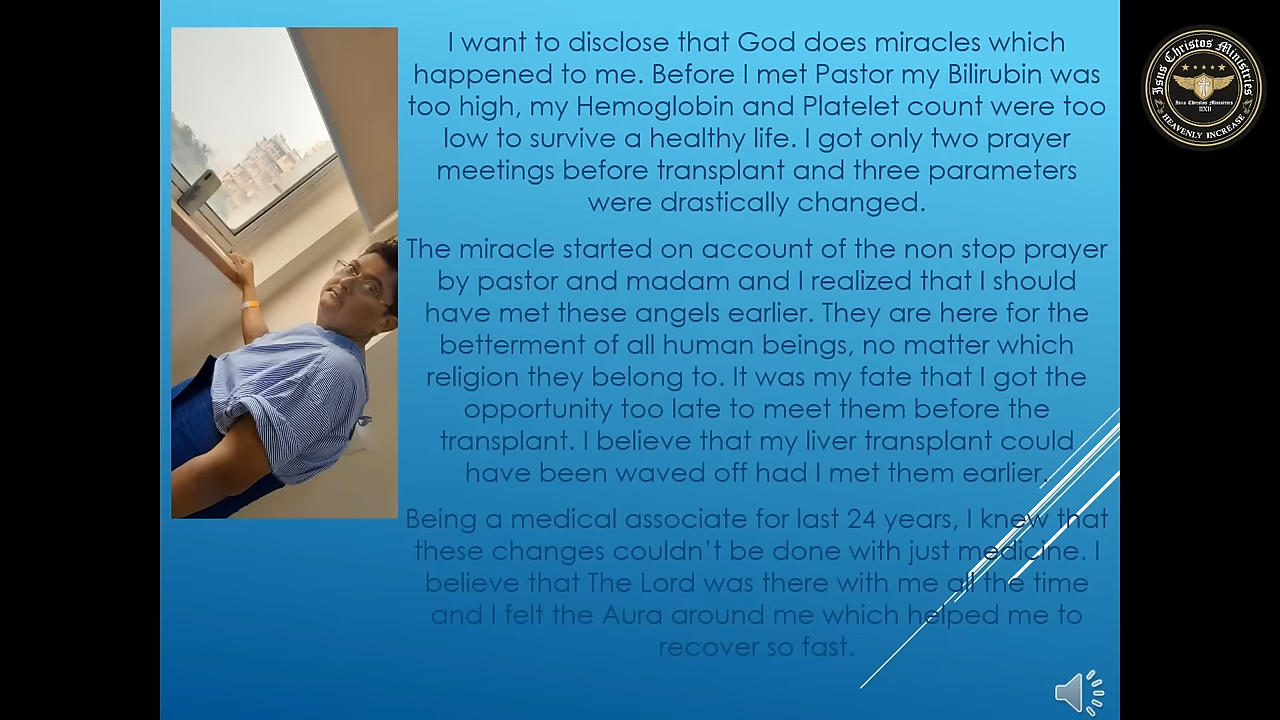 I want to disclose that God does miracles which
happened to me. Before I met Pastor my Bilirubin was
too high, my Hemoglobin and Platelet count were too
low to survive a healthy life. I got only two prayer
meetings before transplant and three parameters
were drastically changed.
The miracle started on account of the non stop prayer
by pastor and madam and I realized that I should
have met these angels earlier. They are here for the
betterment of all human beings, no matter which
religion they belong to. It was my fate that I got the
opportunity too late to meet them before the
transplant. I believe that my liver transplant could
have been waved off had I met them earlier.
Being a medical associate for last 24 years, I knew that
these changes couldn't be done with just medicine. I
believe that The Lord was there with me all the time
and I felt the Aura around me which helped me to
recover so fast.
Isus Christos Ministries
Isus Christos Ministries
HEAVENLY INCREASE